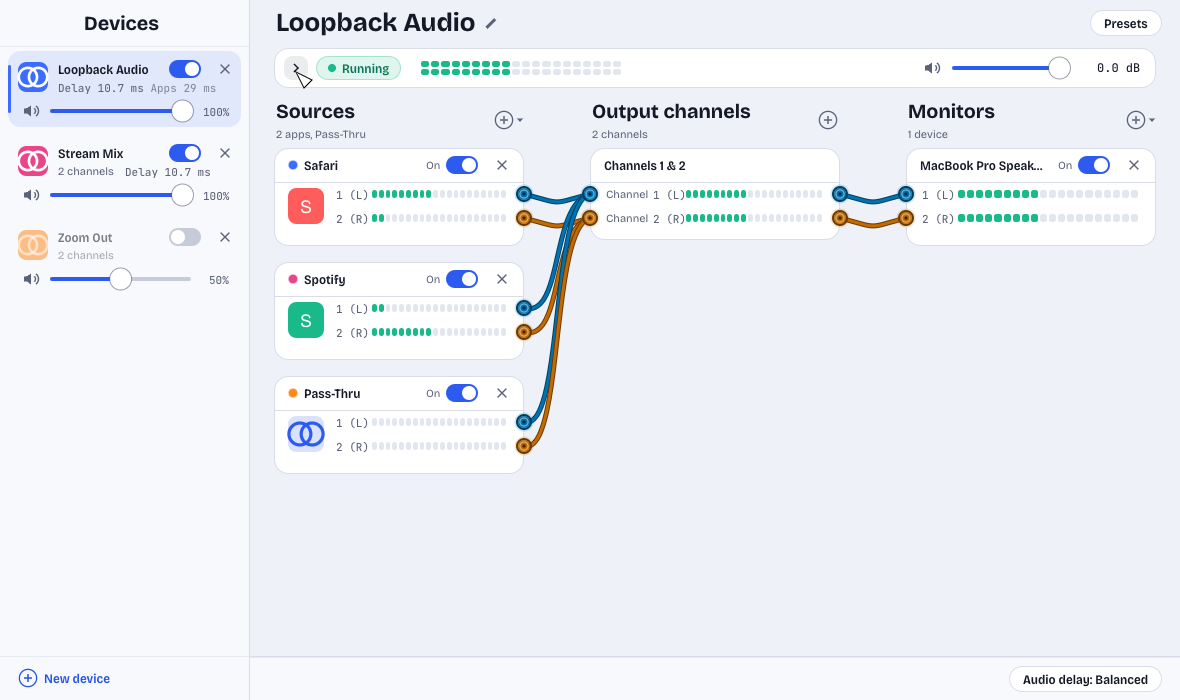 Devices
Loopback Audio
Delay 10.7 ms Apps 29 ms
100%
Stream Mix
2 channels Delay 10.7 ms
100%
Zoom Out
2 channels
50%
New device
Loopback Audio
Presets
Running
0.0 dB
Sources
2 apps, Pass-Thru
Safari On
S
1 (L)
2 (R)
Spotify On
S
1 (L)
2 (R)
Pass-Thru On
1 (L)
2 (R)
Output channels
2 channels
Channels 1 & 2
Channel 1 (L)
Channel 2 (R)
Monitors
1 device
MacBook Pro Speak… On
1 (L)
2 (R)
Audio delay: Balanced